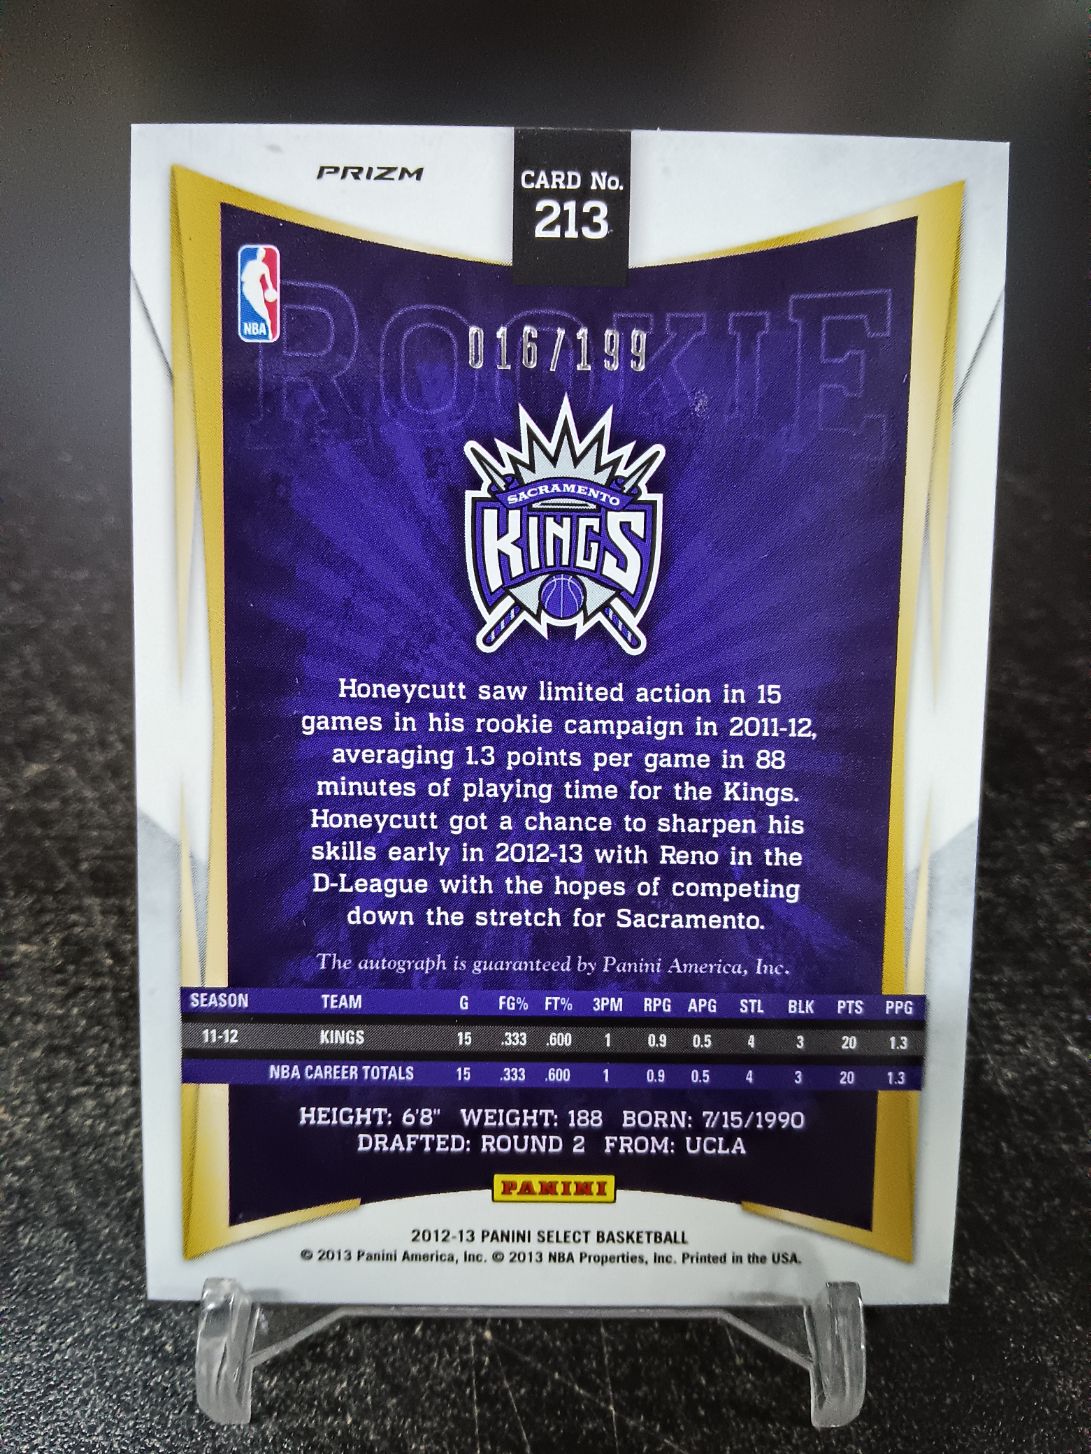 PRIZM
CARD No.
213
NBA
ROOKIE
016/199
SACRAMENTO
KINGS
Honeycutt saw limited action in 15
games in his rookie campaign in 2011-12,
averaging 1.3 points per game in 88
minutes of playing time for the Kings.
Honeycutt got a chance to sharpen his
skills early in 2012-13 with Reno in the
D-League with the hopes of competing
down the stretch for Sacramento.
The autograph is guaranteed by Panini America, Inc.
SEASON TEAM G FG% FT% 3PM RPG APG STL BLK PTS PPG
11-12 KINGS 15 .333 .600 1 0.9 0.5 4 3 20 1.3
NBA CAREER TOTALS 15 .333 .600 1 0.9 0.5 4 3 20 1.3
HEIGHT: 6'8" WEIGHT: 188 BORN: 7/15/1990
DRAFTED: ROUND 2 FROM: UCLA
PANINI
2012-13 PANINI SELECT BASKETBALL
© 2013 Panini America, Inc. © 2013 NBA Properties, Inc. Printed in the USA.